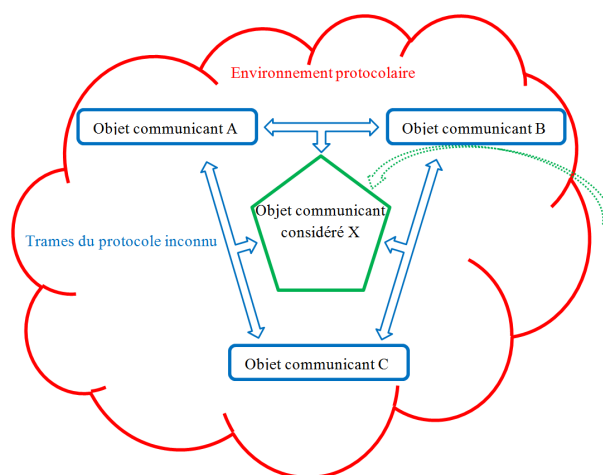 Environnement protocolaire
Objet communicant A
Objet communicant B
Objet communicant
considéré X
Trames du protocole inconnu
Objet communicant C